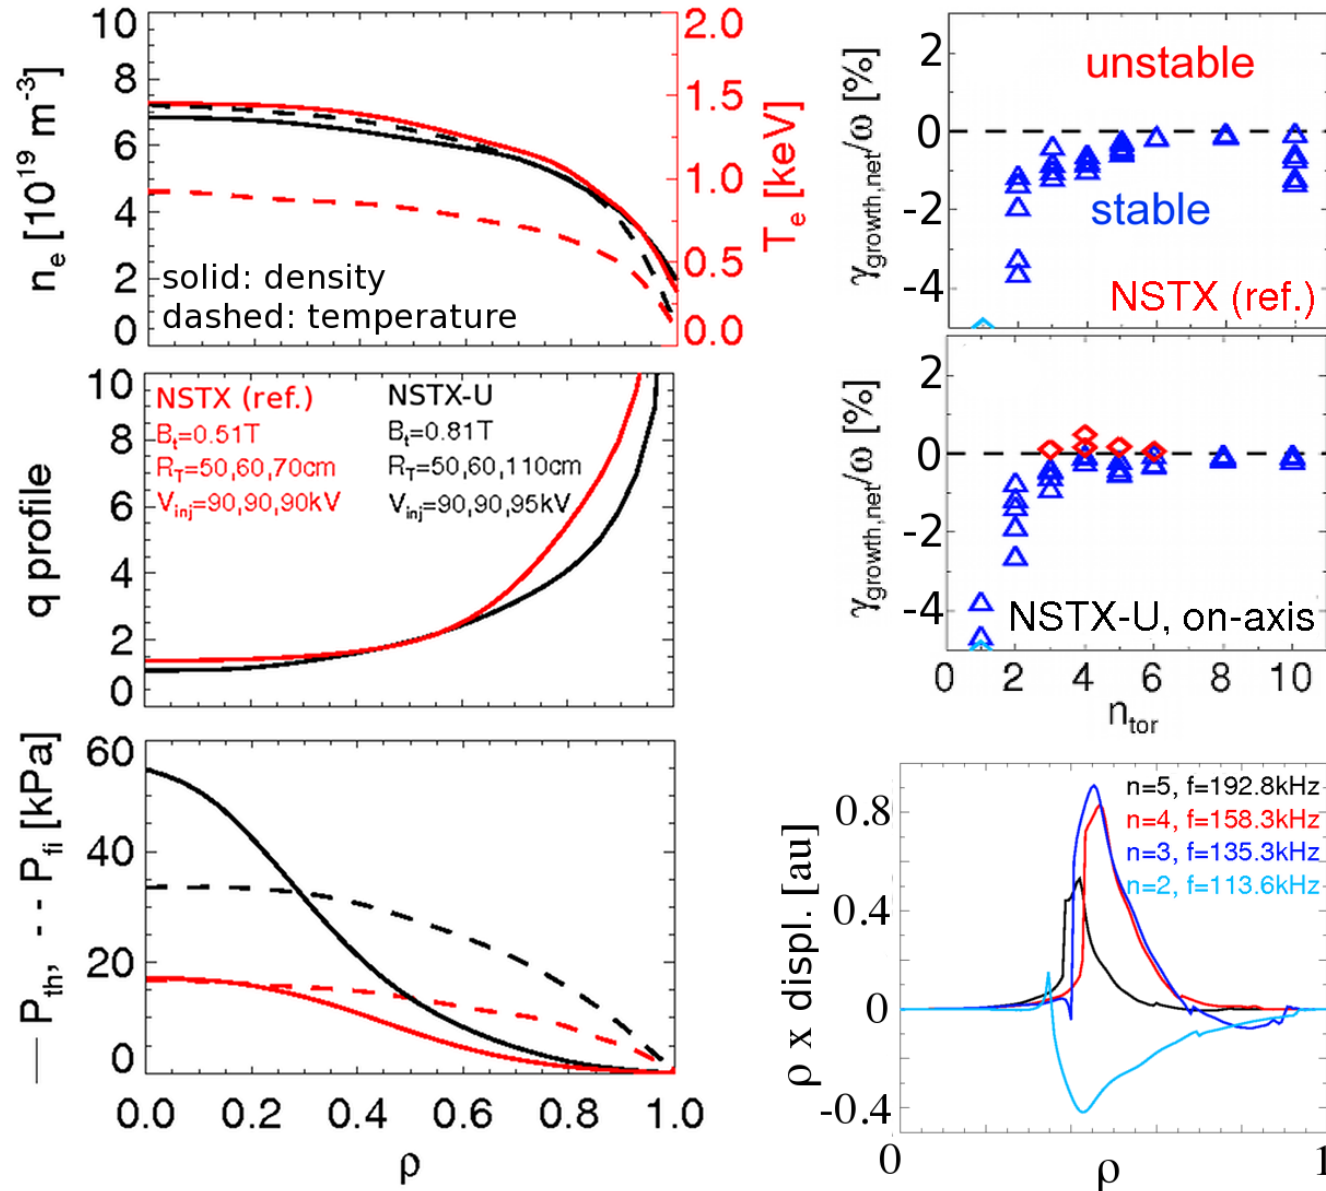 10
8
6
4
2
0
n_e [10^19 m^-3]
2.0
1.5
1.0
0.5
0.0
T_e [keV]
solid: density
dashed: temperature
10
8
6
4
2
0
q profile
NSTX (ref.)
B_t=0.51T
R_T=50,60,70cm
V_inj=90,90,90kV
NSTX-U
B_t=0.81T
R_T=50,60,110cm
V_inj=90,90,95kV
60
40
20
0
— P_th, - - P_fi [kPa]
0.0 0.2 0.4 0.6 0.8 1.0
ρ
2
0
-2
-4
γ_growth,net/ω [%]
unstable
stable
NSTX (ref.)
2
0
-2
-4
γ_growth,net/ω [%]
NSTX-U, on-axis
0 2 4 6 8 10
n_tor
0.8
0.4
0
-0.4
ρ x displ. [au]
n=5, f=192.8kHz
n=4, f=158.3kHz
n=3, f=135.3kHz
n=2, f=113.6kHz
0 1
ρ